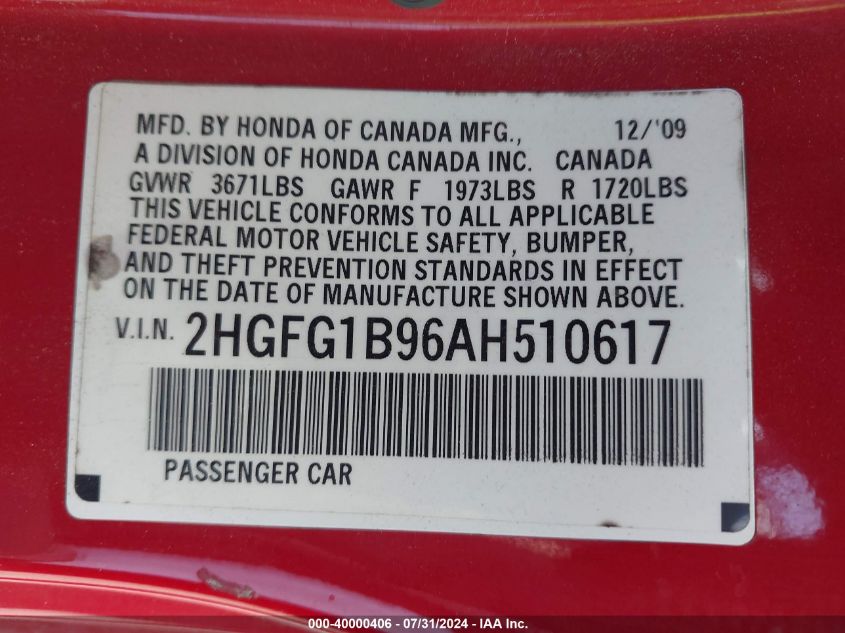 MFD. BY HONDA OF CANADA MFG., 12/'09
A DIVISION OF HONDA CANADA INC. CANADA
GVWR 3671LBS GAWR F 1973LBS R 1720LBS
THIS VEHICLE CONFORMS TO ALL APPLICABLE
FEDERAL MOTOR VEHICLE SAFETY, BUMPER,
AND THEFT PREVENTION STANDARDS IN EFFECT
ON THE DATE OF MANUFACTURE SHOWN ABOVE.
V.I.N. 2HGFG1B96AH510617
PASSENGER CAR
000-40000406 - 07/31/2024 - IAA Inc.